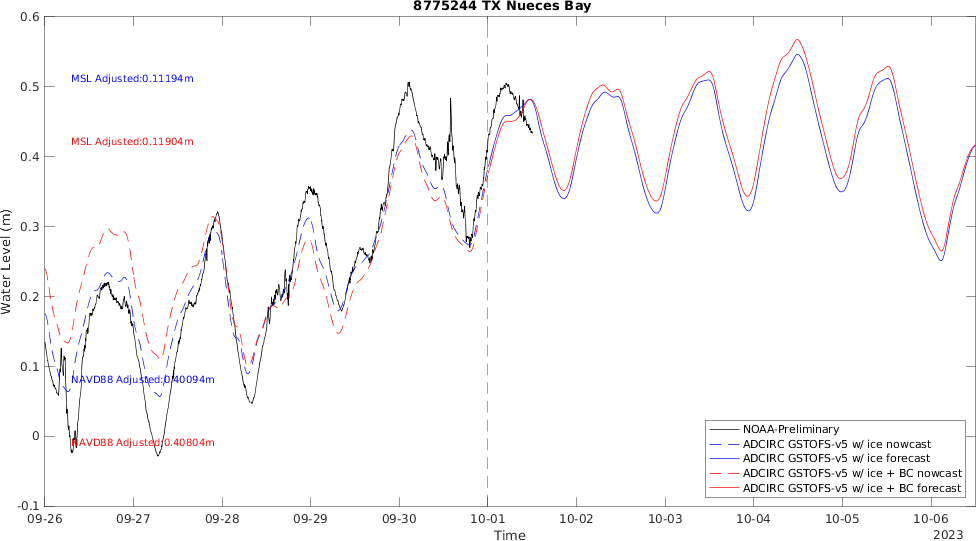 8775244 TX Nueces Bay
0.6
0.5
0.4
0.3
0.2
0.1
0
-0.1
Water Level (m)
MSL Adjusted:0.11194m
MSL Adjusted:0.11904m
NAVD88 Adjusted:0.40094m
NAVD88 Adjusted:0.40804m
NOAA-Preliminary
ADCIRC GSTOFS-v5 w/ ice nowcast
ADCIRC GSTOFS-v5 w/ ice forecast
ADCIRC GSTOFS-v5 w/ ice + BC nowcast
ADCIRC GSTOFS-v5 w/ ice + BC forecast
09-26 09-27 09-28 09-29 09-30 10-01 10-02 10-03 10-04 10-05 10-06
Time
2023